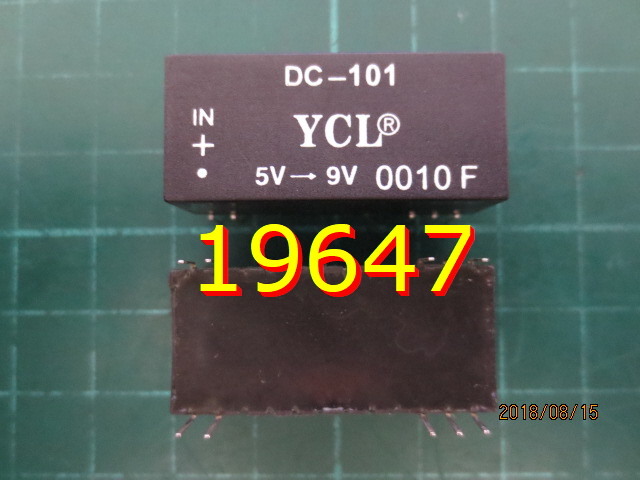 DC–101
IN
+
YCL®
5V→9V 0010 F
19647
2018/08/15